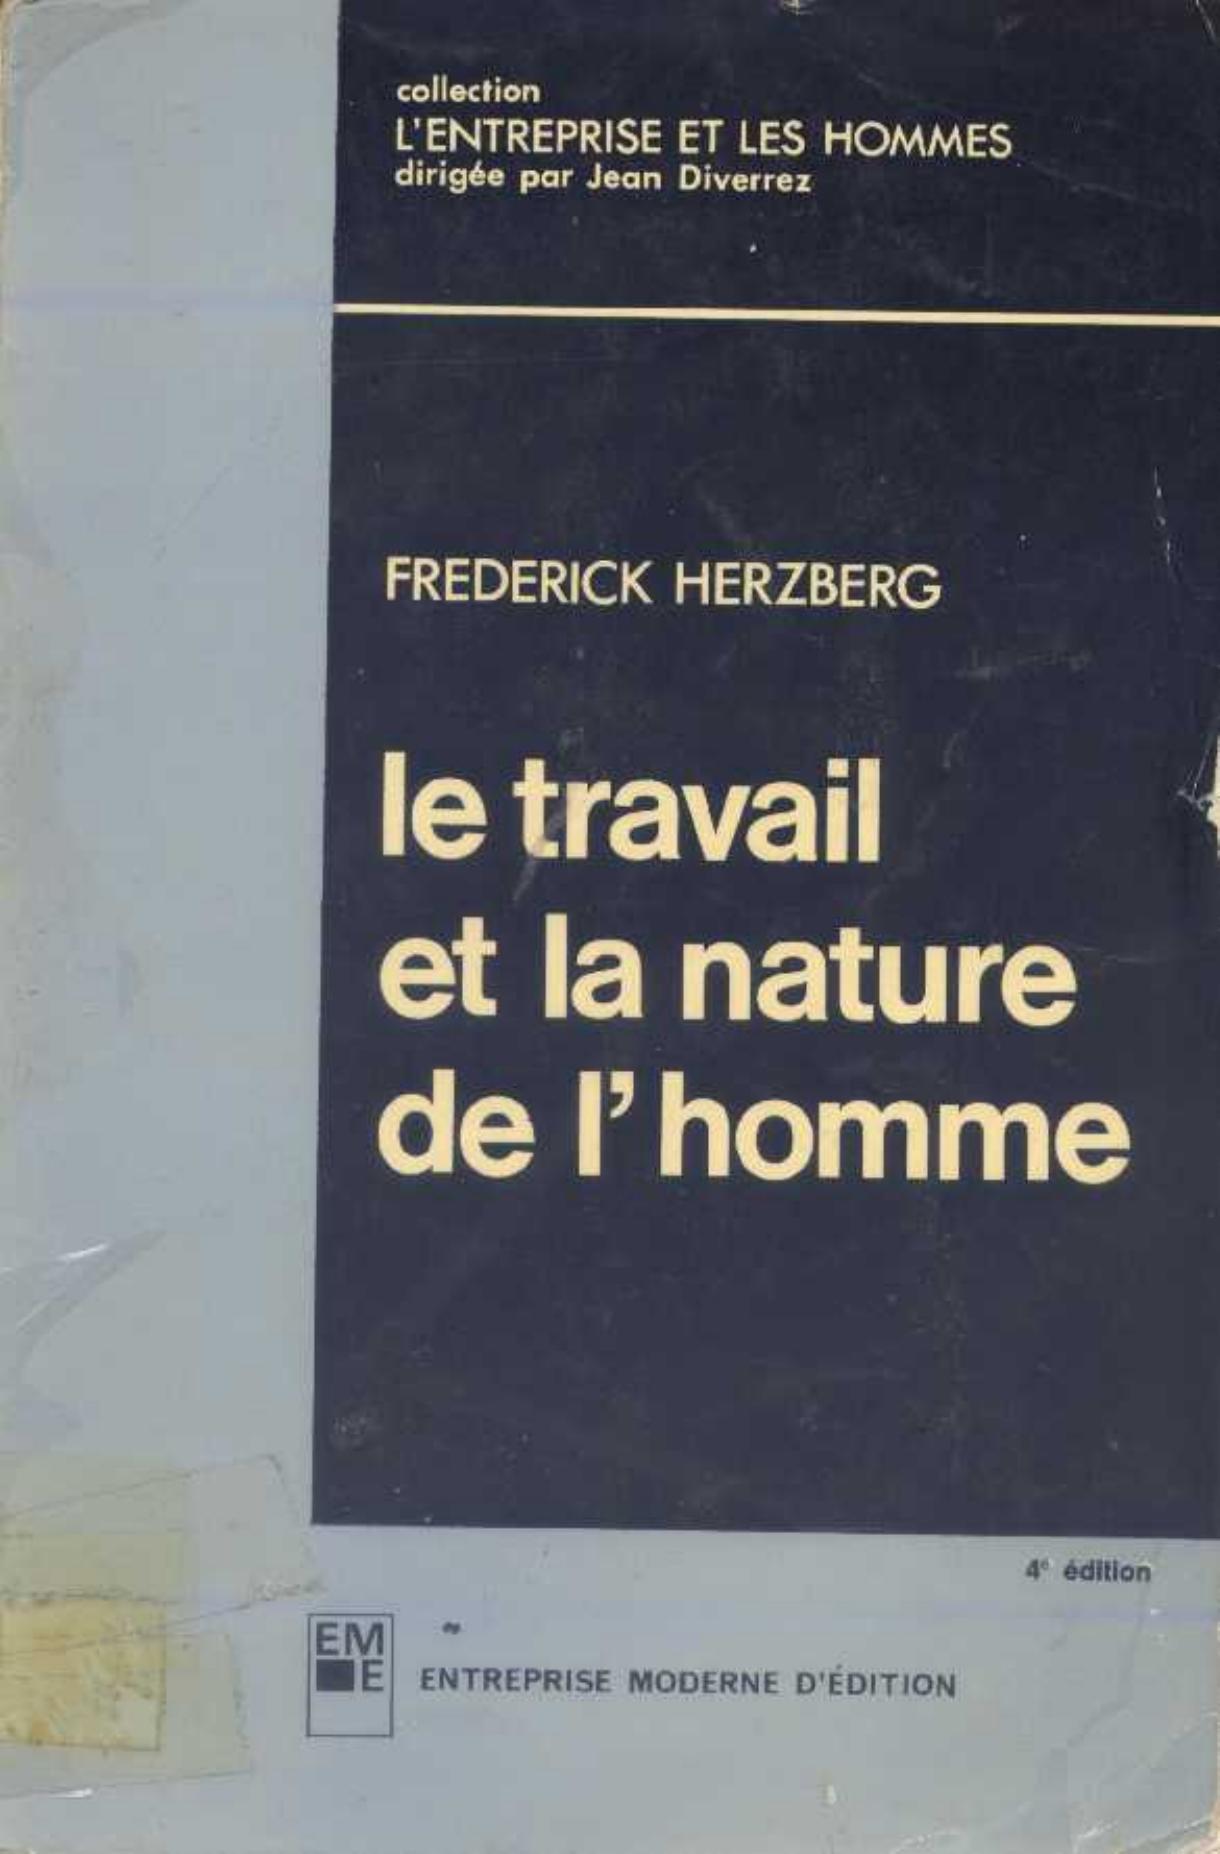 collection
L'ENTREPRISE ET LES HOMMES
dirigée par Jean Diverrez
FREDERICK HERZBERG
le travail
et la nature
de l'homme
4e édition
EM
E
ENTREPRISE MODERNE D'ÉDITION